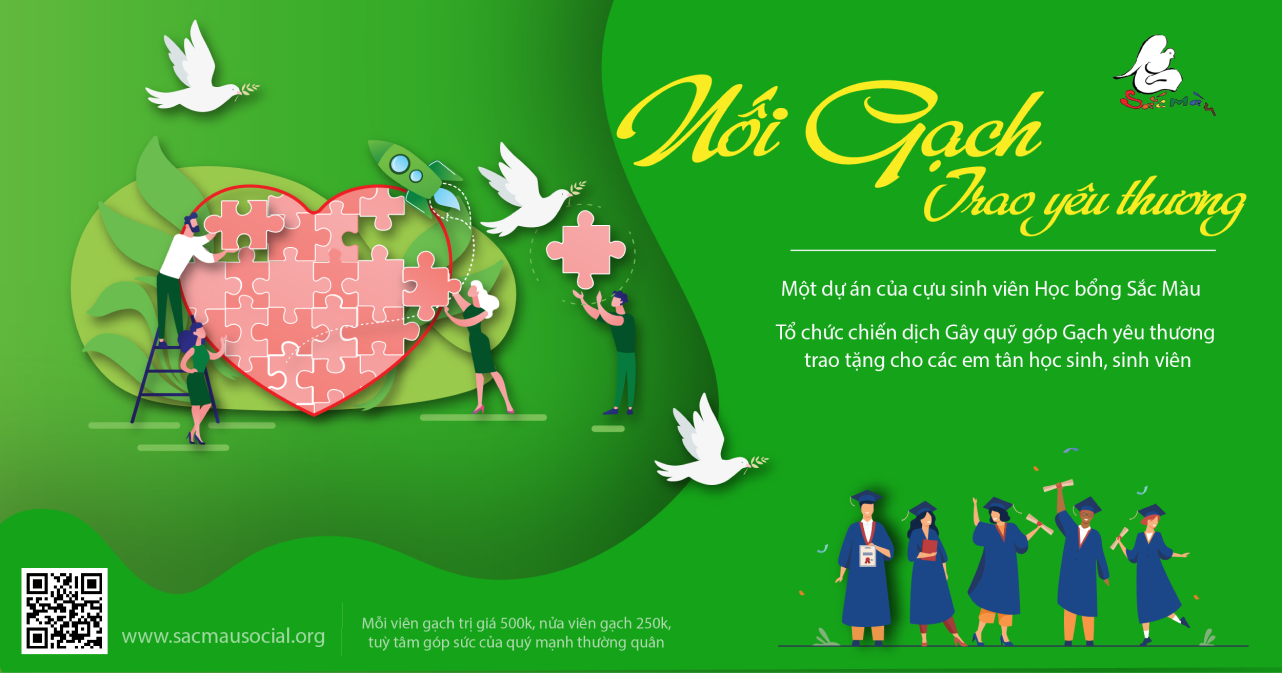 Nối Gạch
Trao yêu thương
Sắc Màu
Một dự án của cựu sinh viên Học bổng Sắc Màu
Tổ chức chiến dịch Gây quỹ góp Gạch yêu thương
trao tặng cho các em tân học sinh, sinh viên
A+
www.sacmausocial.org
Mỗi viên gạch trị giá 500k, nửa viên gạch 250k,
tuỳ tâm góp sức của quý mạnh thường quân